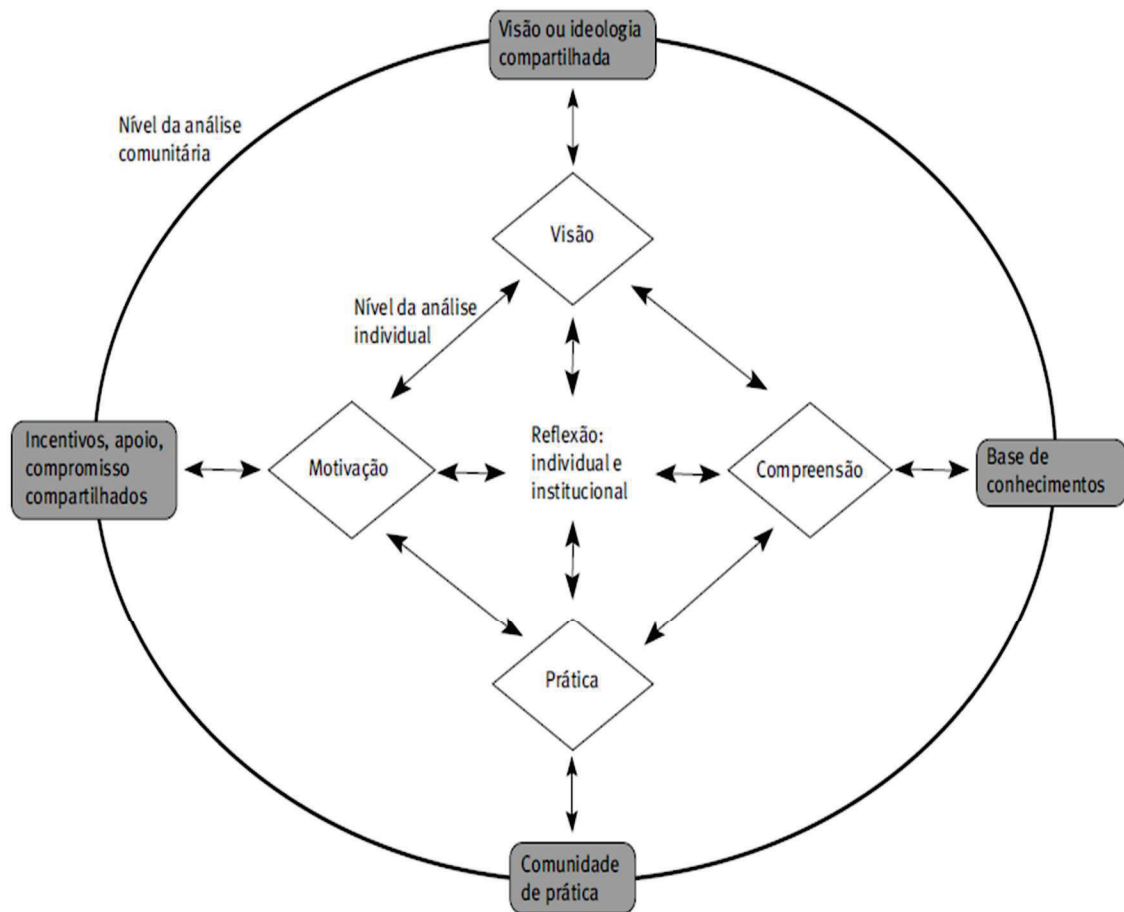 Visão ou ideologia
compartilhada
Nível da análise
comunitária
Visão
Nível da análise
individual
Incentivos, apoio,
compromisso
compartilhados
Motivação
Reflexão:
individual e
institucional
Compreensão
Base de
conhecimentos
Prática
Comunidade
de prática